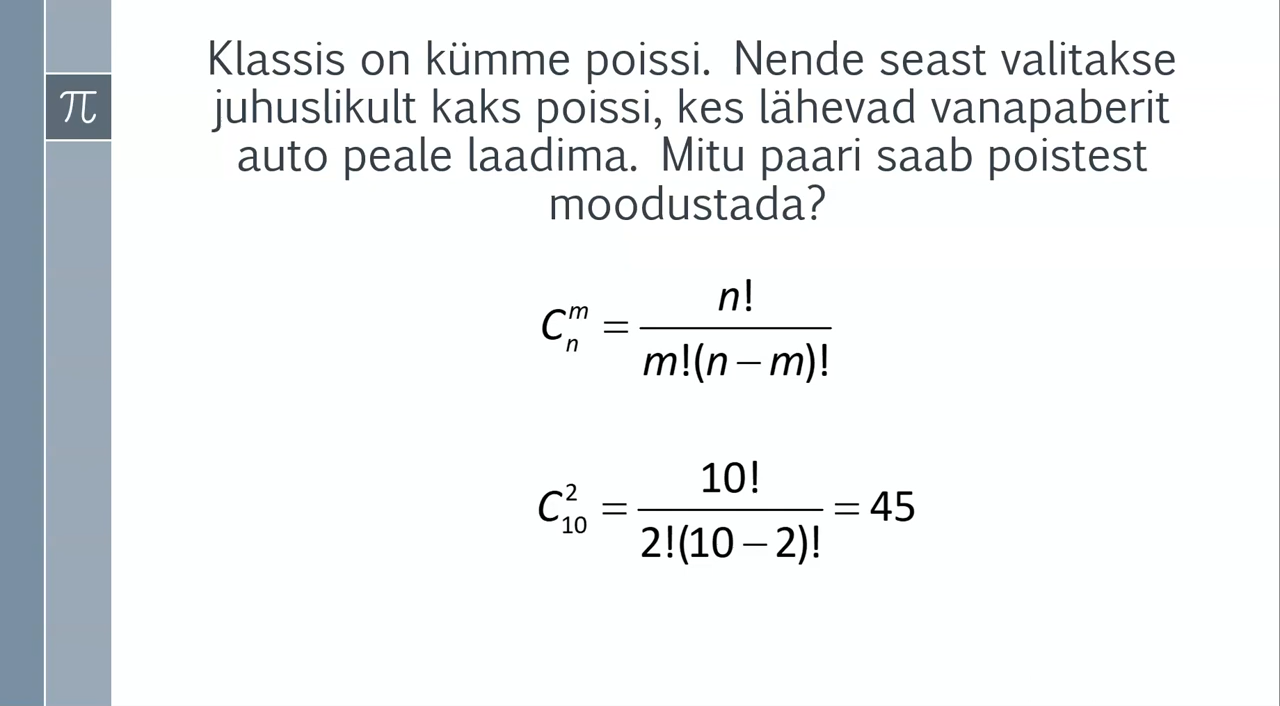 π
Klassis on kümme poissi. Nende seast valitakse
juhuslikult kaks poissi, kes lähevad vanapaberit
auto peale laadima. Mitu paari saab poistest
moodustada?
C_n^m = n! / m!(n − m)!
C_10^2 = 10! / 2!(10 − 2)! = 45